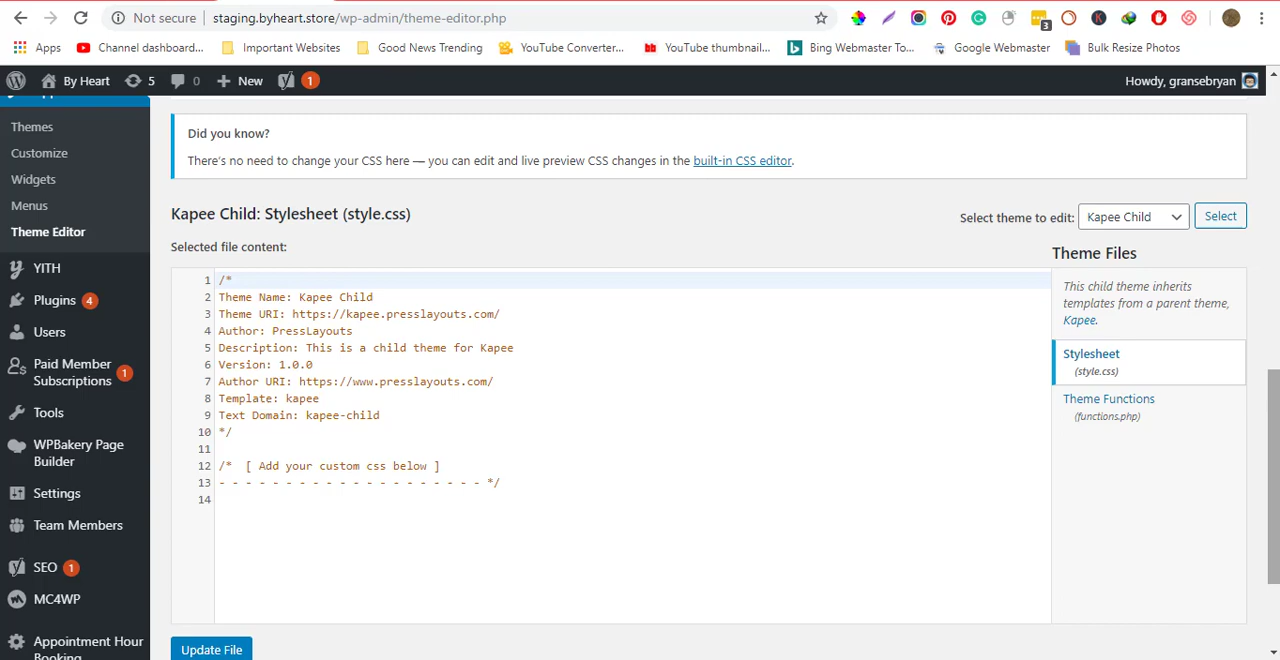 Not secure staging.byheart.store/wp-admin/theme-editor.php
3
Apps Channel dashboard... Important Websites Good News Trending YouTube Converter... YouTube thumbnail... Bing Webmaster To... Google Webmaster Bulk Resize Photos
By Heart 5 0 New 1 Howdy, gransebryan
Themes
Customize
Widgets
Menus
Theme Editor
YITH
Plugins 4
Users
Paid Member
Subscriptions 1
Tools
WPBakery Page
Builder
Settings
Team Members
SEO 1
MC4WP
Appointment Hour
Booking
Did you know?
There's no need to change your CSS here — you can edit and live preview CSS changes in the built-in CSS editor.
Kapee Child: Stylesheet (style.css)
Select theme to edit: Kapee Child Select
Selected file content:
1 /*
2 Theme Name: Kapee Child
3 Theme URI: https://kapee.presslayouts.com/
4 Author: PressLayouts
5 Description: This is a child theme for Kapee
6 Version: 1.0.0
7 Author URI: https://www.presslayouts.com/
8 Template: kapee
9 Text Domain: kapee-child
10 */
11
12 /*  [ Add your custom css below ]
13 - - - - - - - - - - - - - - - - - - - - */
14
Theme Files
This child theme inherits
templates from a parent theme,
Kapee.
Stylesheet
(style.css)
Theme Functions
(functions.php)
Update File